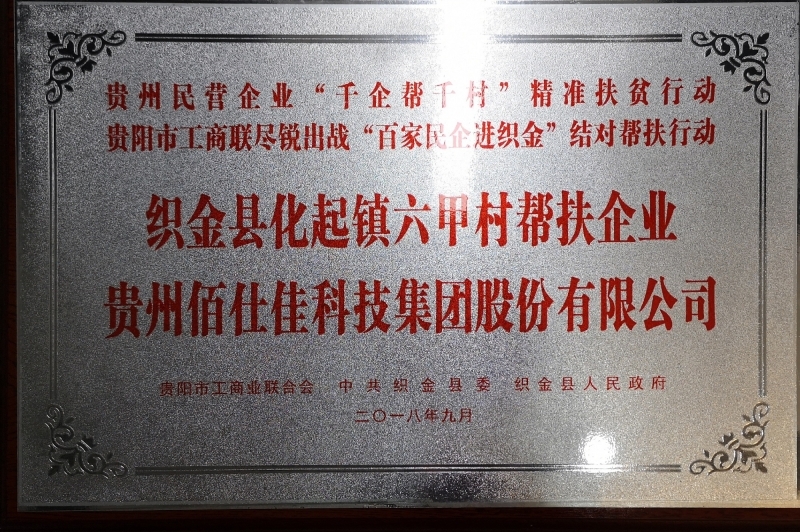 贵州民营企业“千企帮千村”精准扶贫行动
贵阳市工商联尽锐出战“百家民企进织金”结对帮扶行动
织金县化起镇六甲村帮扶企业
贵州佰仕佳科技集团股份有限公司
贵阳市工商业联合会 中共织金县委 织金县人民政府
二〇一八年九月